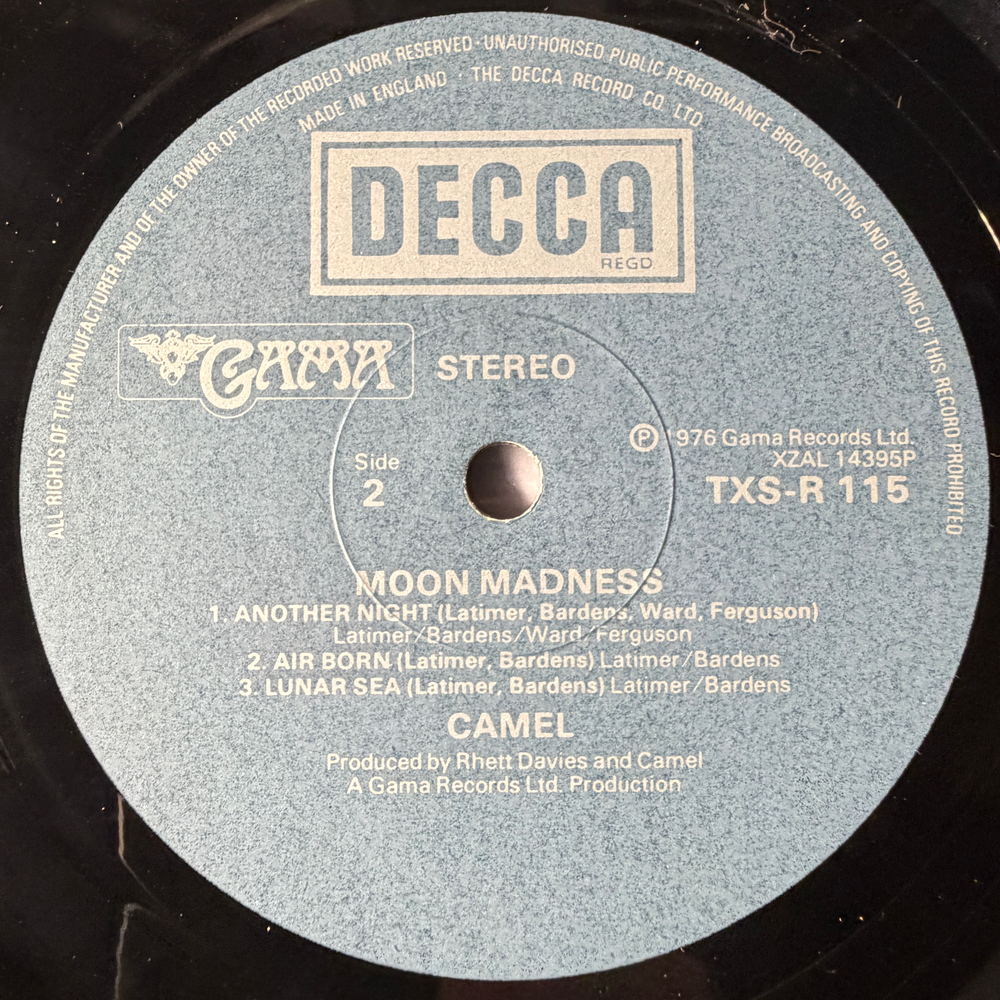 ALL RIGHTS OF THE MANUFACTURER AND OF THE OWNER OF THE RECORDED WORK RESERVED · UNAUTHORISED PUBLIC PERFORMANCE BROADCASTING AND COPYING OF THIS RECORD PROHIBITED
MADE IN ENGLAND · THE DECCA RECORD CO. LTD.
DECCA
REGD
GAMA
STEREO
Ⓟ 1976 Gama Records Ltd.
XZAL 14395P
TXS-R 115
Side
2
MOON MADNESS
1. ANOTHER NIGHT (Latimer, Bardens, Ward, Ferguson)
Latimer/Bardens/Ward/Ferguson
2. AIR BORN (Latimer, Bardens) Latimer/Bardens
3. LUNAR SEA (Latimer, Bardens) Latimer/Bardens
CAMEL
Produced by Rhett Davies and Camel
A Gama Records Ltd. Production